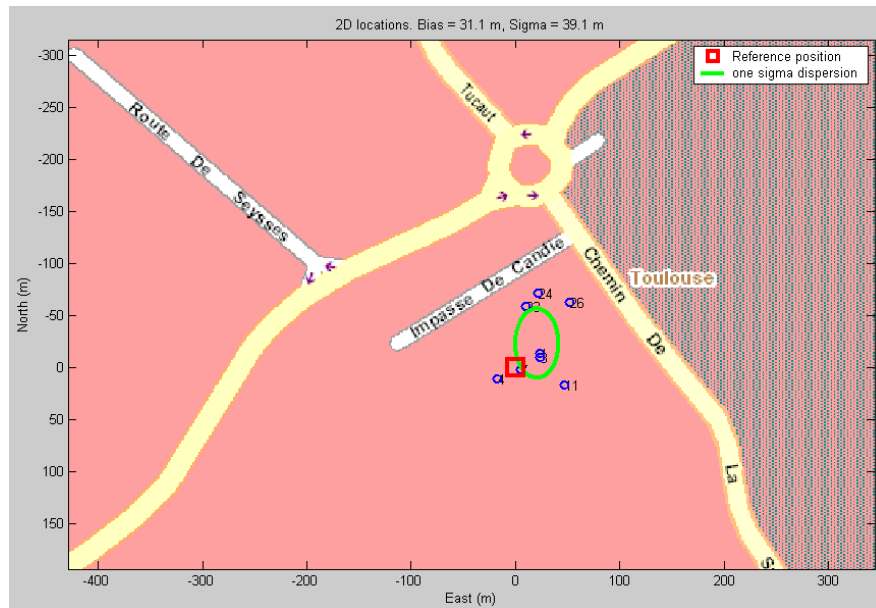 2D locations. Bias = 31.1 m, Sigma = 39.1 m
Reference position
one sigma dispersion
-300
-250
-200
-150
-100
-50
0
50
100
150
North (m)
Tucaut
Route De Seysses
Impasse De Candie
Chemin De La
Toulouse
24
26
11
-400
-300
-200
-100
0
100
200
300
East (m)